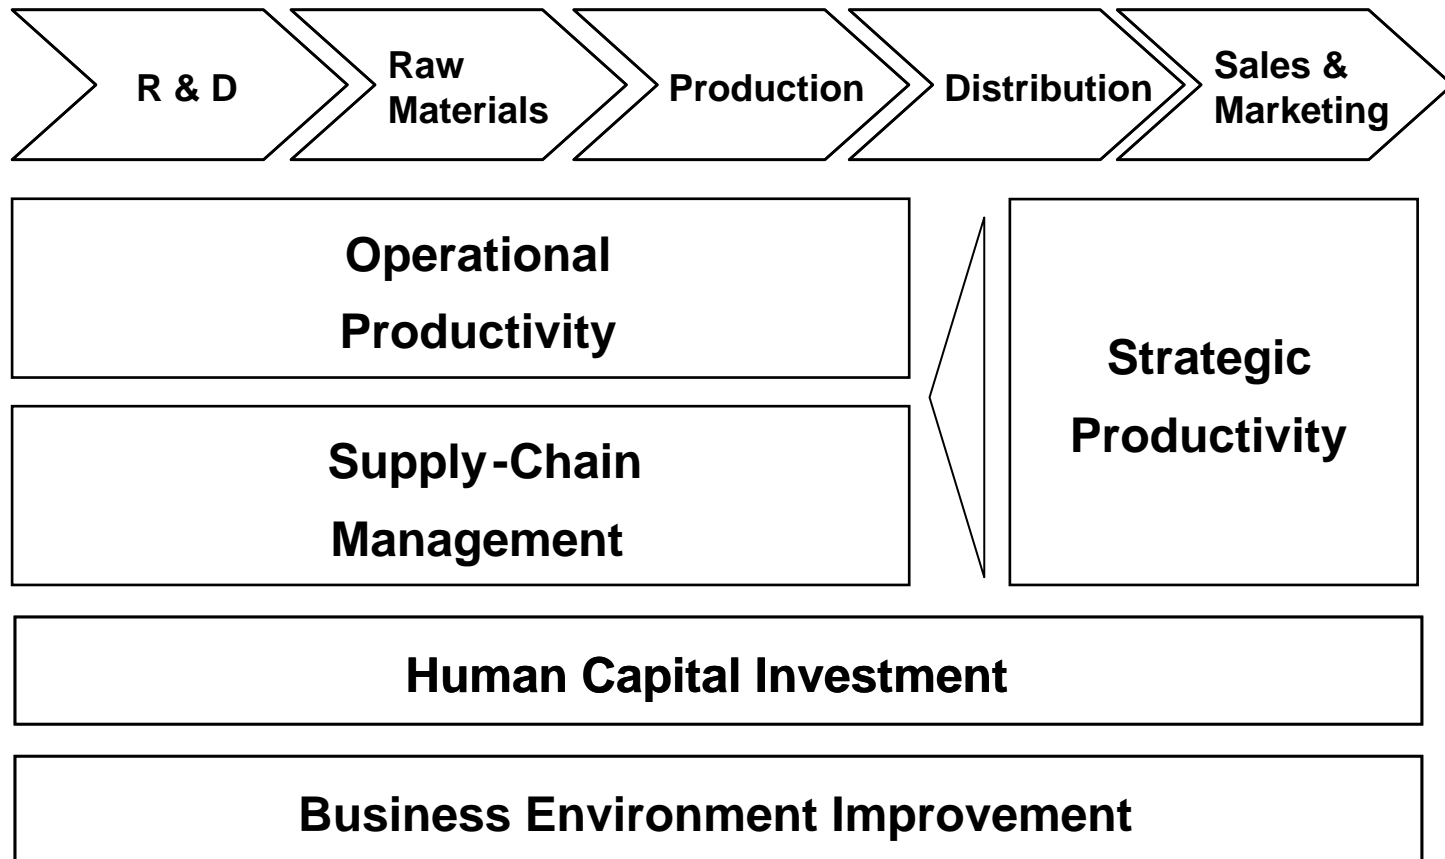 R & D
Raw
Materials
Production
Distribution
Sales &
Marketing
Operational
Productivity
Supply-Chain
Management
Strategic
Productivity
Human Capital Investment
Business Environment Improvement